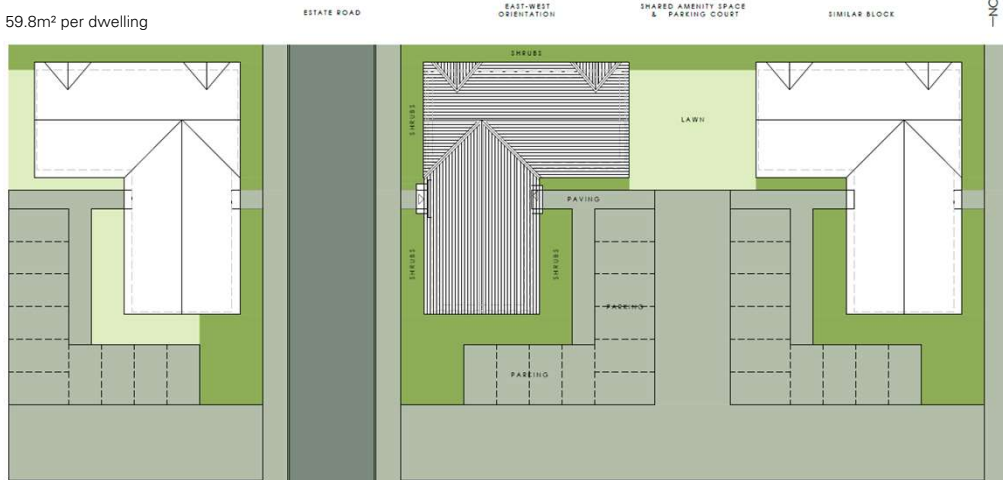 59.8m² per dwelling
ESTATE ROAD
EAST-WEST
ORIENTATION
SHARED AMENITY SPACE
& PARKING COURT
SIMILAR BLOCK
SHRUBS
SHRUBS
LAWN
PAVING
SHRUBS
SHRUBS
PARKING
PARKING